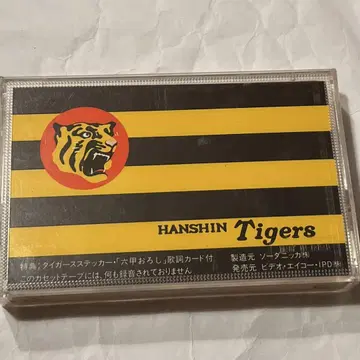 HANSHIN Tigers
特典:タイガースステッカー・「六甲おろし」歌詞カード付
このカセットテープには、何も録音されておりません
製造元 ソーダニッカ㈱
発売元 ビデオ・エイコー・IPD㈱